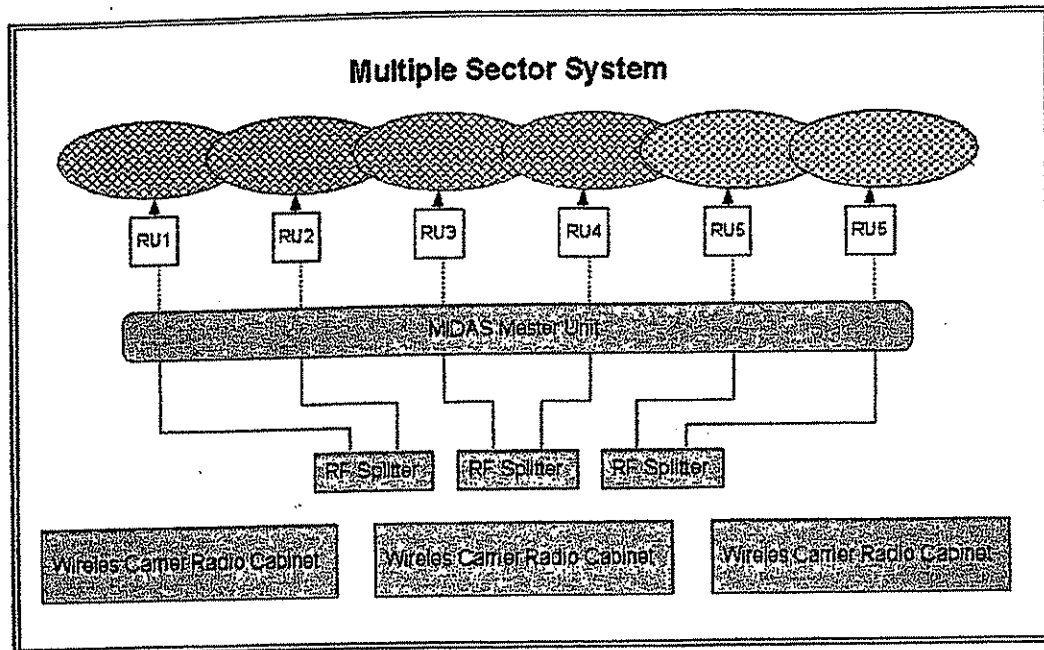 Multiple Sector System
RU1 RU2 RU3 RU4 RU5 RU5
MIDAS Master Unit
RF Splitter RF Splitter RF Splitter
Wireles Carrier Radio Cabinet Wireles Carrier Radio Cabinet Wireles Carrier Radio Cabinet